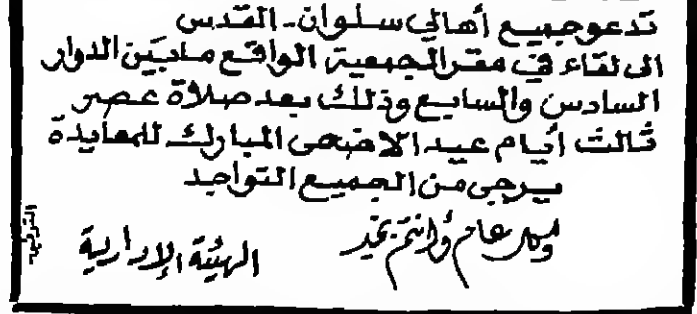 تدعو جميع أهالي سلوان - القدس
الى لقاء في مقر الجمعية الواقع ما بين الدوار
السادس والسابع وذلك بعد صلاة عصر
ثالث أيام عيد الاضحى المبارك للمعايدة
يرجى من الجميع التواجد
وكل عام وأنتم بخير
الهيئة الإدارية